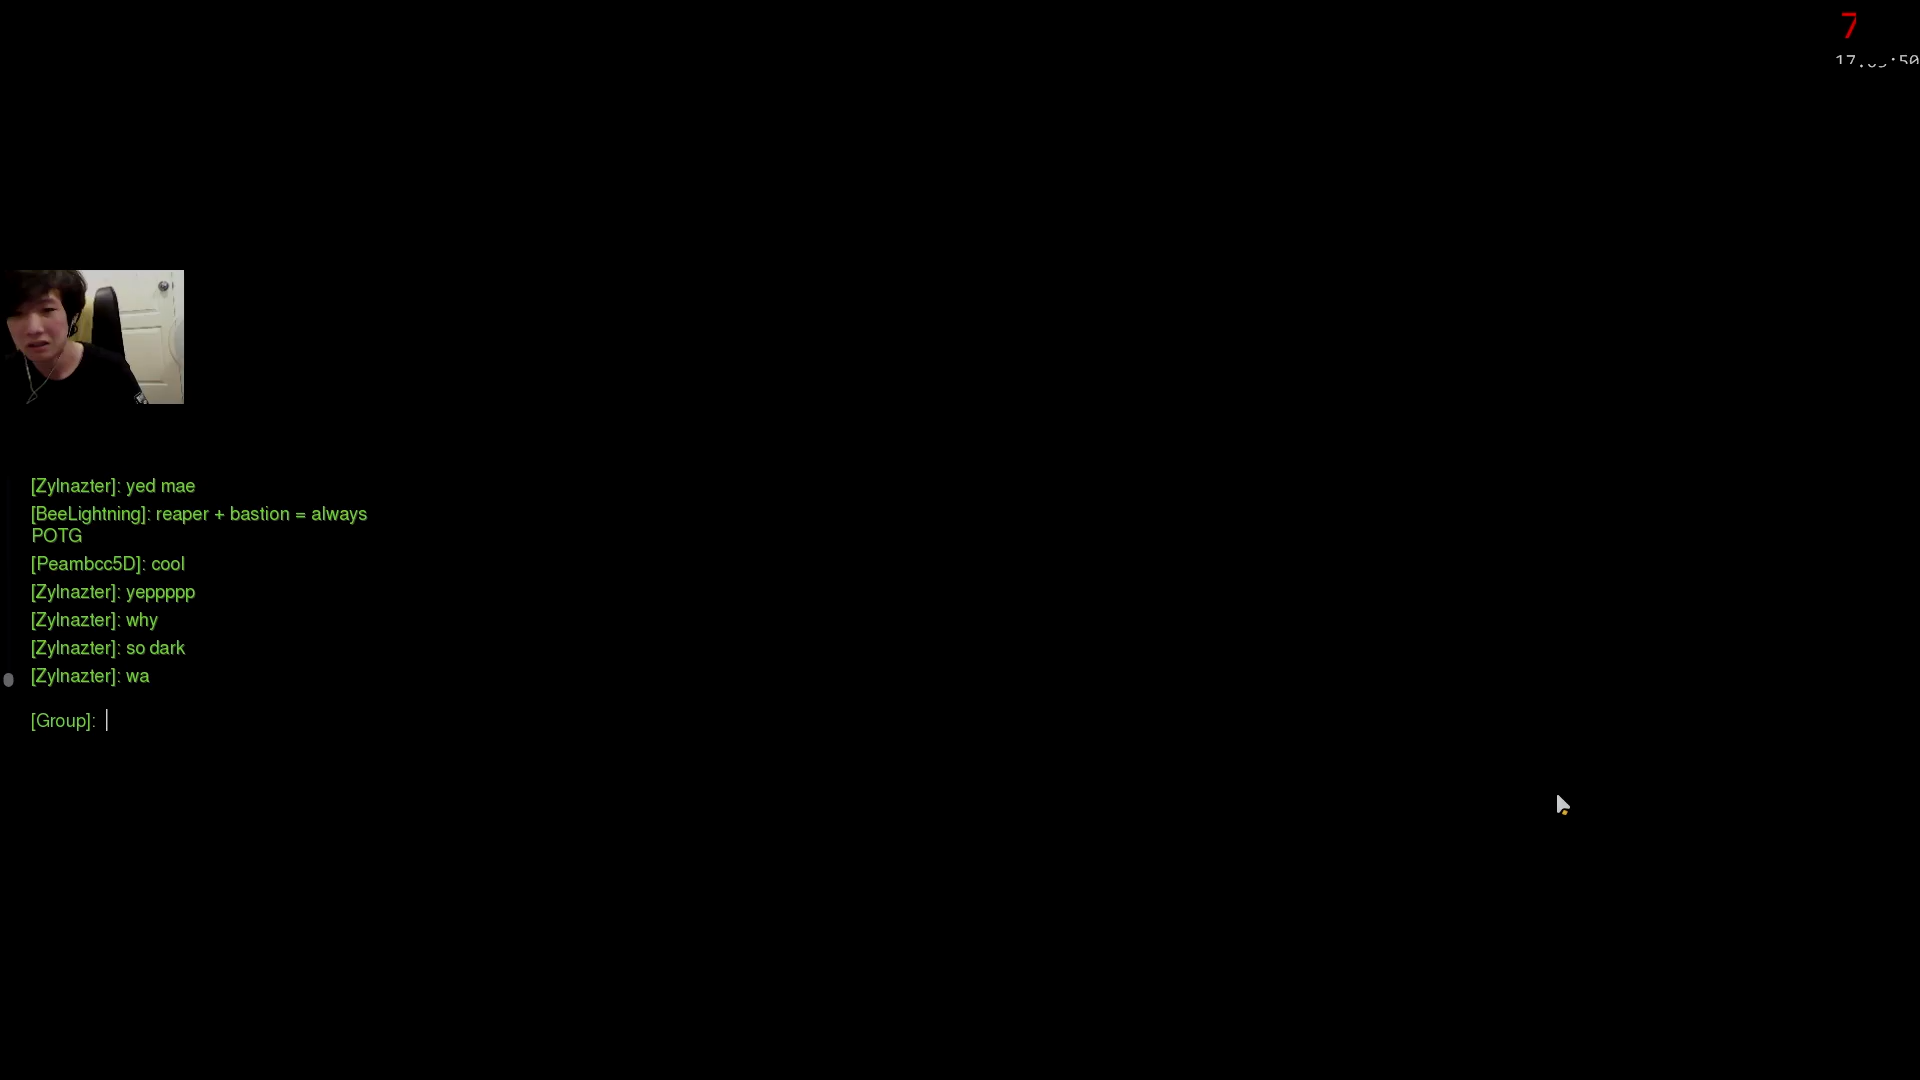 7
[Zylnazter]: yed mae
[BeeLightning]: reaper + bastion = always
POTG
[Peambcc5D]: cool
[Zylnazter]: yeppppp
[Zylnazter]: why
[Zylnazter]: so dark
[Zylnazter]: wa
[Group]: